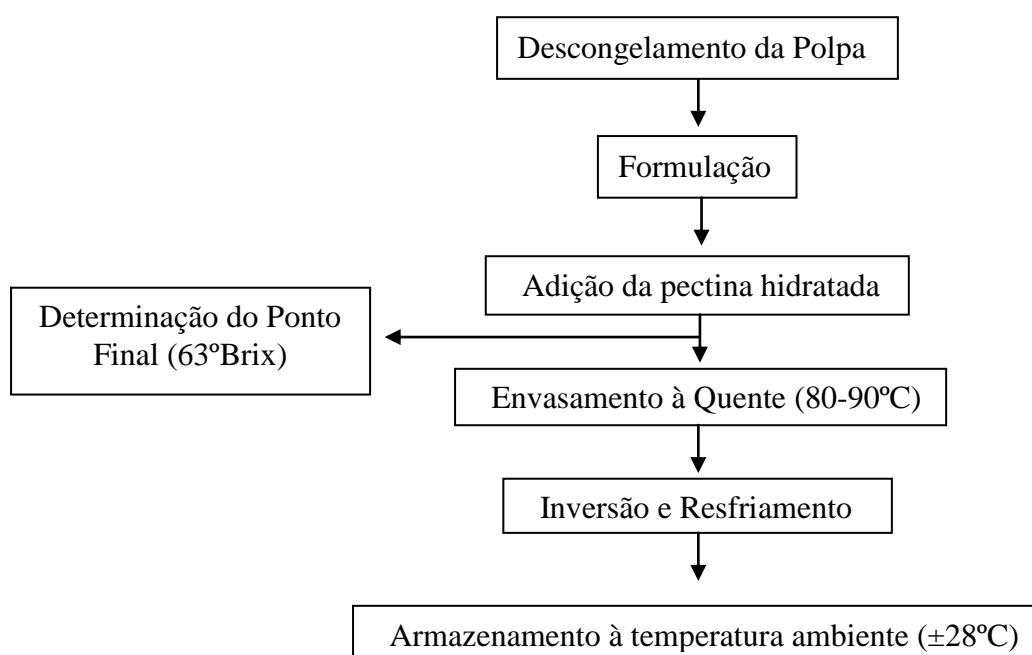 Descongelamento da Polpa
Formulação
Adição da pectina hidratada
Determinação do Ponto
Final (63ºBrix)
Envasamento à Quente (80-90ºC)
Inversão e Resfriamento
Armazenamento à temperatura ambiente (±28ºC)